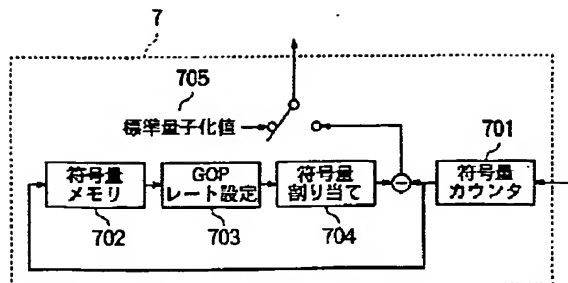 7
705
標準量子化値
701
符号量
メモリ
GOP
レート設定
符号量
割り当て
符号量
カウンタ
702
703
704